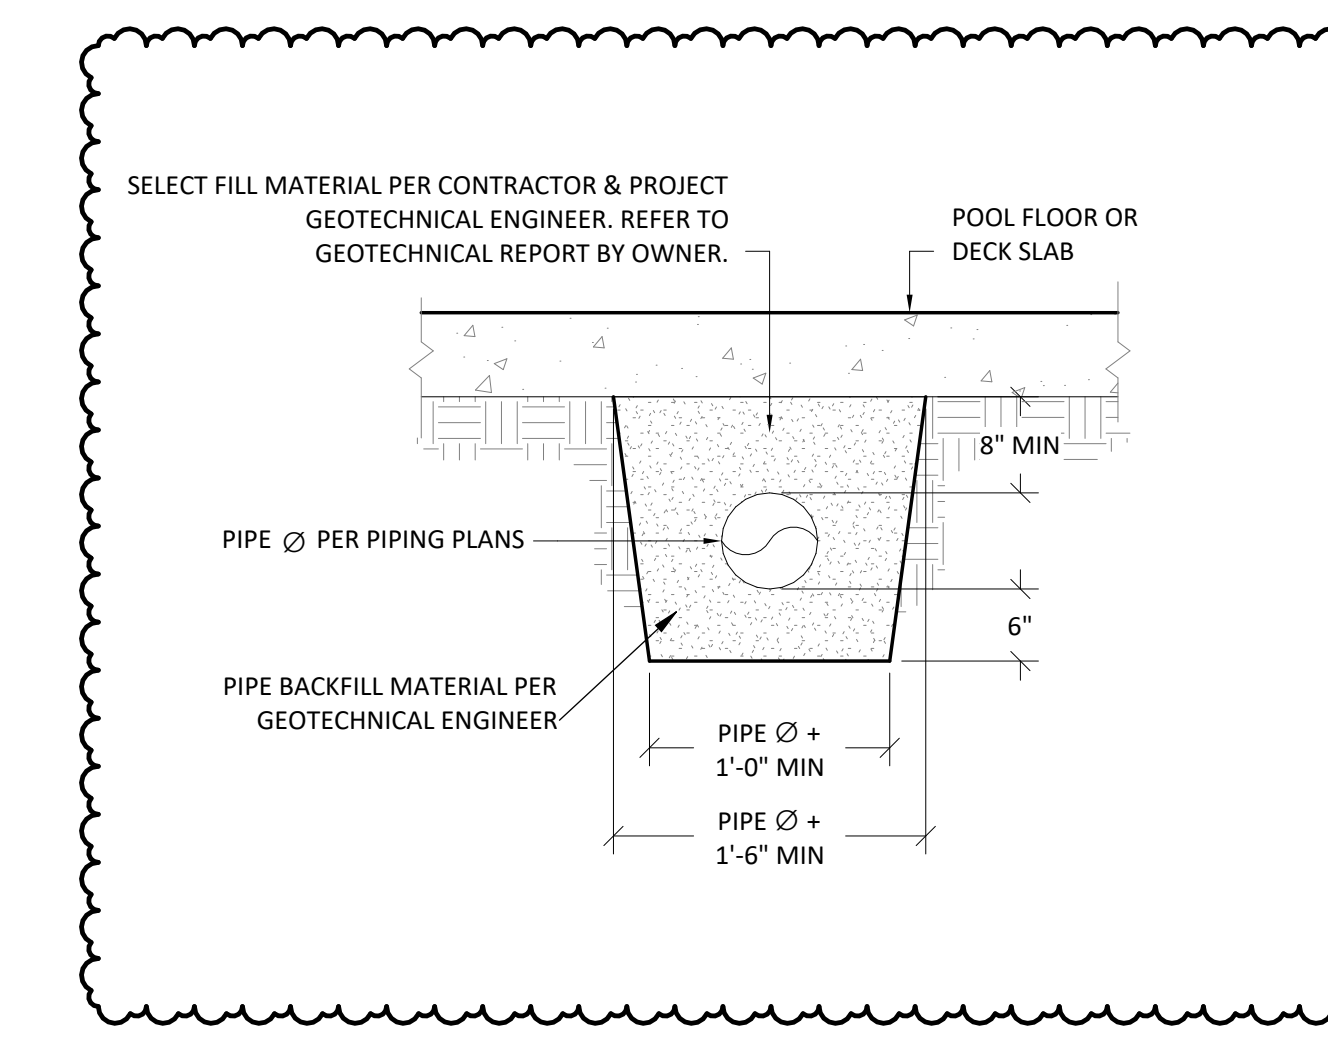 SELECT FILL MATERIAL PER CONTRACTOR & PROJECT
GEOTECHNICAL ENGINEER. REFER TO
GEOTECHNICAL REPORT BY OWNER.
POOL FLOOR OR
DECK SLAB
8" MIN
PIPE Ø PER PIPING PLANS
6"
PIPE BACKFILL MATERIAL PER
GEOTECHNICAL ENGINEER
PIPE Ø +
1'-0" MIN
PIPE Ø +
1'-6" MIN